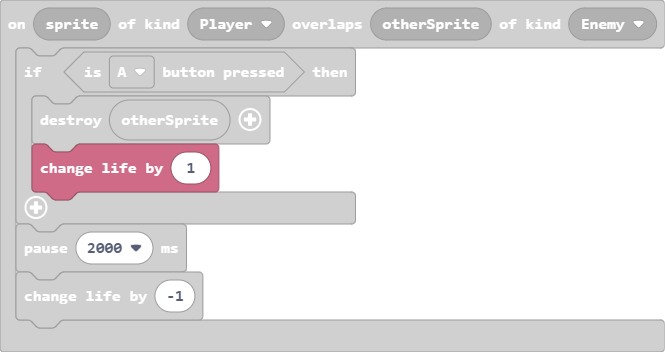 on sprite of kind Player overlaps otherSprite of kind Enemy
if is A button pressed then
destroy otherSprite
change life by 1
pause 2000 ms
change life by -1